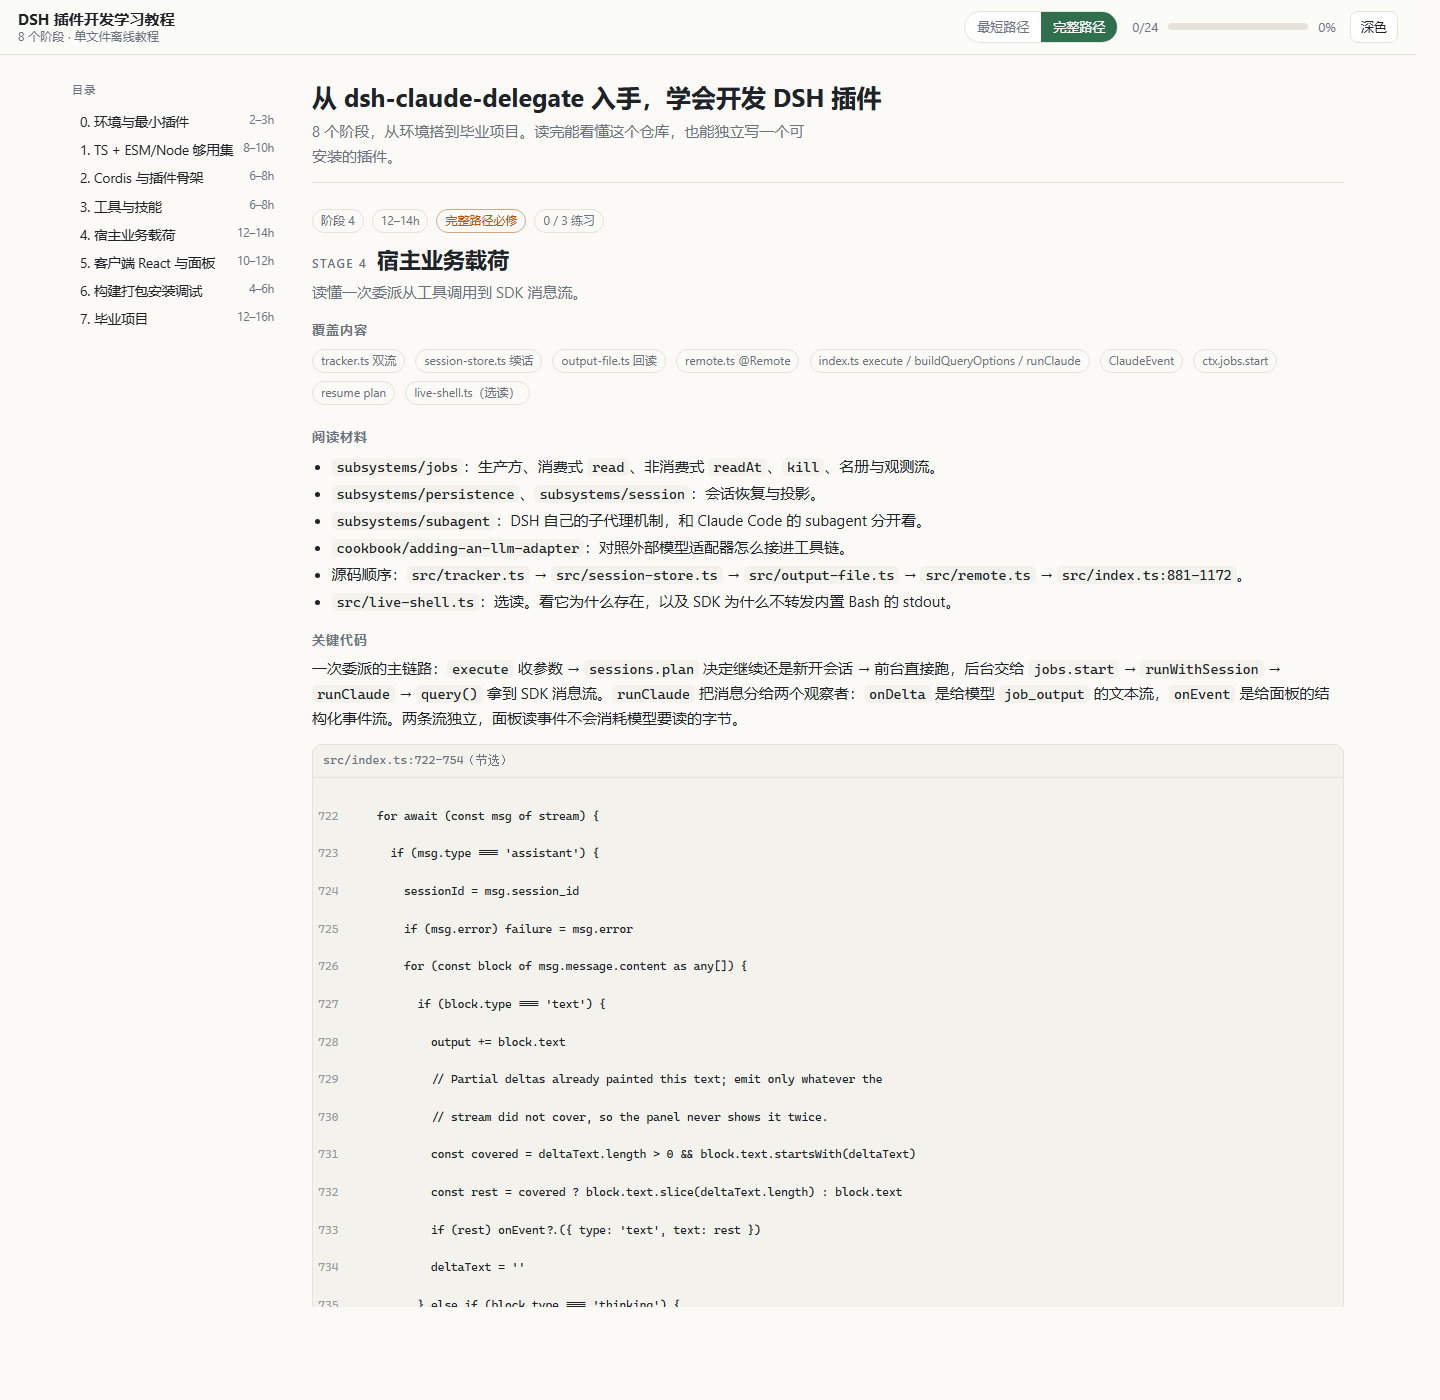 DSH 插件开发学习教程
8 个阶段 · 单文件离线教程
最短路径 完整路径 0/24 0% 深色
目录
0. 环境与最小插件 2–3h
1. TS + ESM/Node 够用集 8–10h
2. Cordis 与插件骨架 6–8h
3. 工具与技能 6–8h
4. 宿主业务载荷 12–14h
5. 客户端 React 与面板 10–12h
6. 构建打包安装调试 4–6h
7. 毕业项目 12–16h
从 dsh-claude-delegate 入手，学会开发 DSH 插件
8 个阶段，从环境搭到毕业项目。读完能看懂这个仓库，也能独立写一个可
安装的插件。
阶段 4 12–14h 完整路径必修 0 / 3 练习
STAGE 4 宿主业务载荷
读懂一次委派从工具调用到 SDK 消息流。
覆盖内容
tracker.ts 双流 session-store.ts 续话 output-file.ts 回读 remote.ts @Remote index.ts execute / buildQueryOptions / runClaude ClaudeEvent ctx.jobs.start
resume plan live-shell.ts（选读）
阅读材料
• subsystems/jobs：生产方、消费式 read、非消费式 readAt、kill、名册与观测流。
• subsystems/persistence、subsystems/session：会话恢复与投影。
• subsystems/subagent：DSH 自己的子代理机制，和 Claude Code 的 subagent 分开看。
• cookbook/adding-an-llm-adapter：对照外部模型适配器怎么接进工具链。
• 源码顺序：src/tracker.ts → src/session-store.ts → src/output-file.ts → src/remote.ts → src/index.ts:881-1172。
• src/live-shell.ts：选读。看它为什么存在，以及 SDK 为什么不转发内置 Bash 的 stdout。
关键代码
一次委派的主链路：execute 收参数 → sessions.plan 决定继续还是新开会话 → 前台直接跑，后台交给 jobs.start → runWithSession →
runClaude → query() 拿到 SDK 消息流。runClaude 把消息分给两个观察者：onDelta 是给模型 job_output 的文本流，onEvent 是给面板的结
构化事件流。两条流独立，面板读事件不会消耗模型要读的字节。
src/index.ts:722-754（节选）
722 for await (const msg of stream) {
723 if (msg.type === 'assistant') {
724 sessionId = msg.session_id
725 if (msg.error) failure = msg.error
726 for (const block of msg.message.content as any[]) {
727 if (block.type === 'text') {
728 output += block.text
729 // Partial deltas already painted this text; emit only whatever the
730 // stream did not cover, so the panel never shows it twice.
731 const covered = deltaText.length > 0 && block.text.startsWith(deltaText)
732 const rest = covered ? block.text.slice(deltaText.length) : block.text
733 if (rest) onEvent?.({ type: 'text', text: rest })
734 deltaText = ''
735 } else if (block.type === 'thinking') {